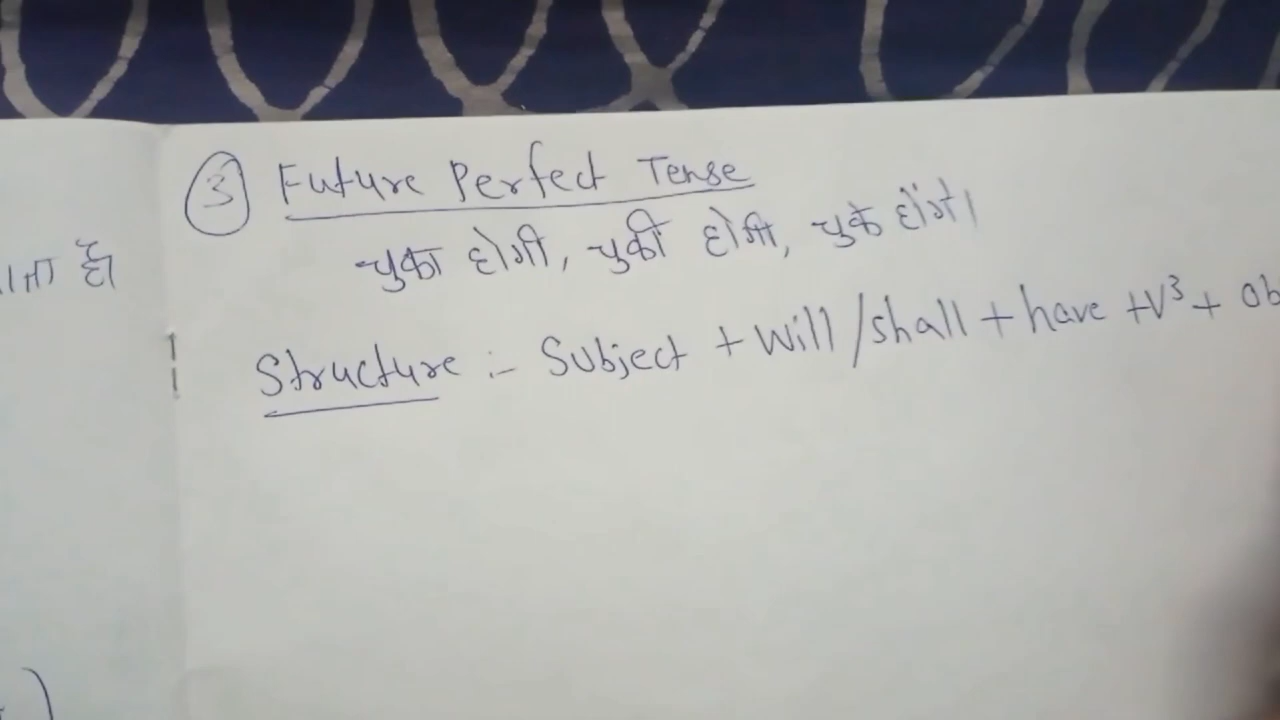 ③ Future Perfect Tense
चुका होगी, चुकी होगी, चुके होंगे।
है
Structure :- Subject + will /shall + have + V³ + Ob